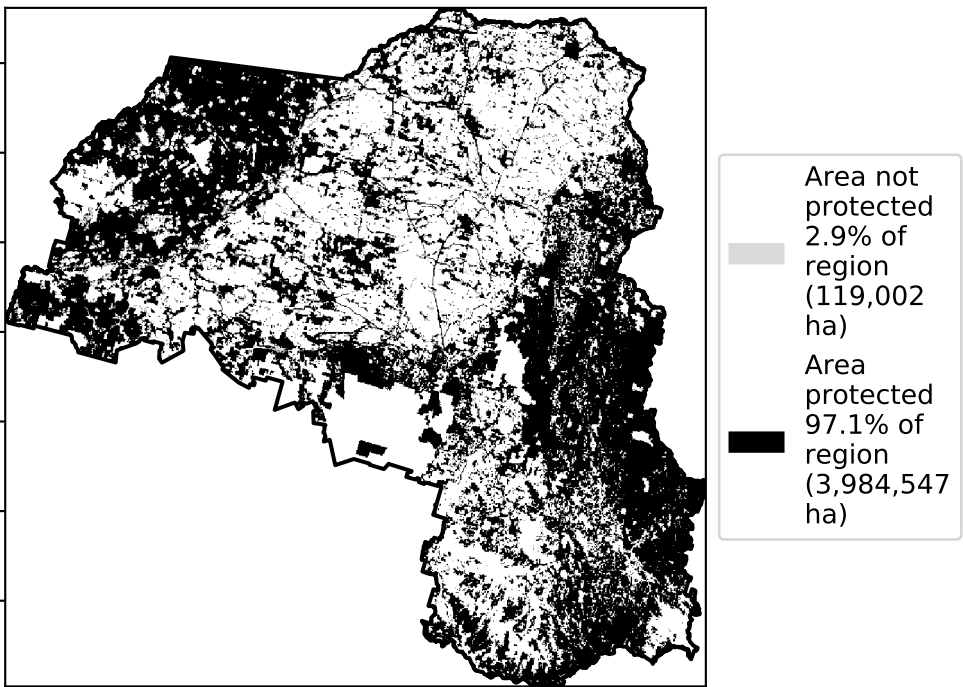 Area not
protected
2.9% of
region
(119,002
ha)
Area
protected
97.1% of
region
(3,984,547
ha)